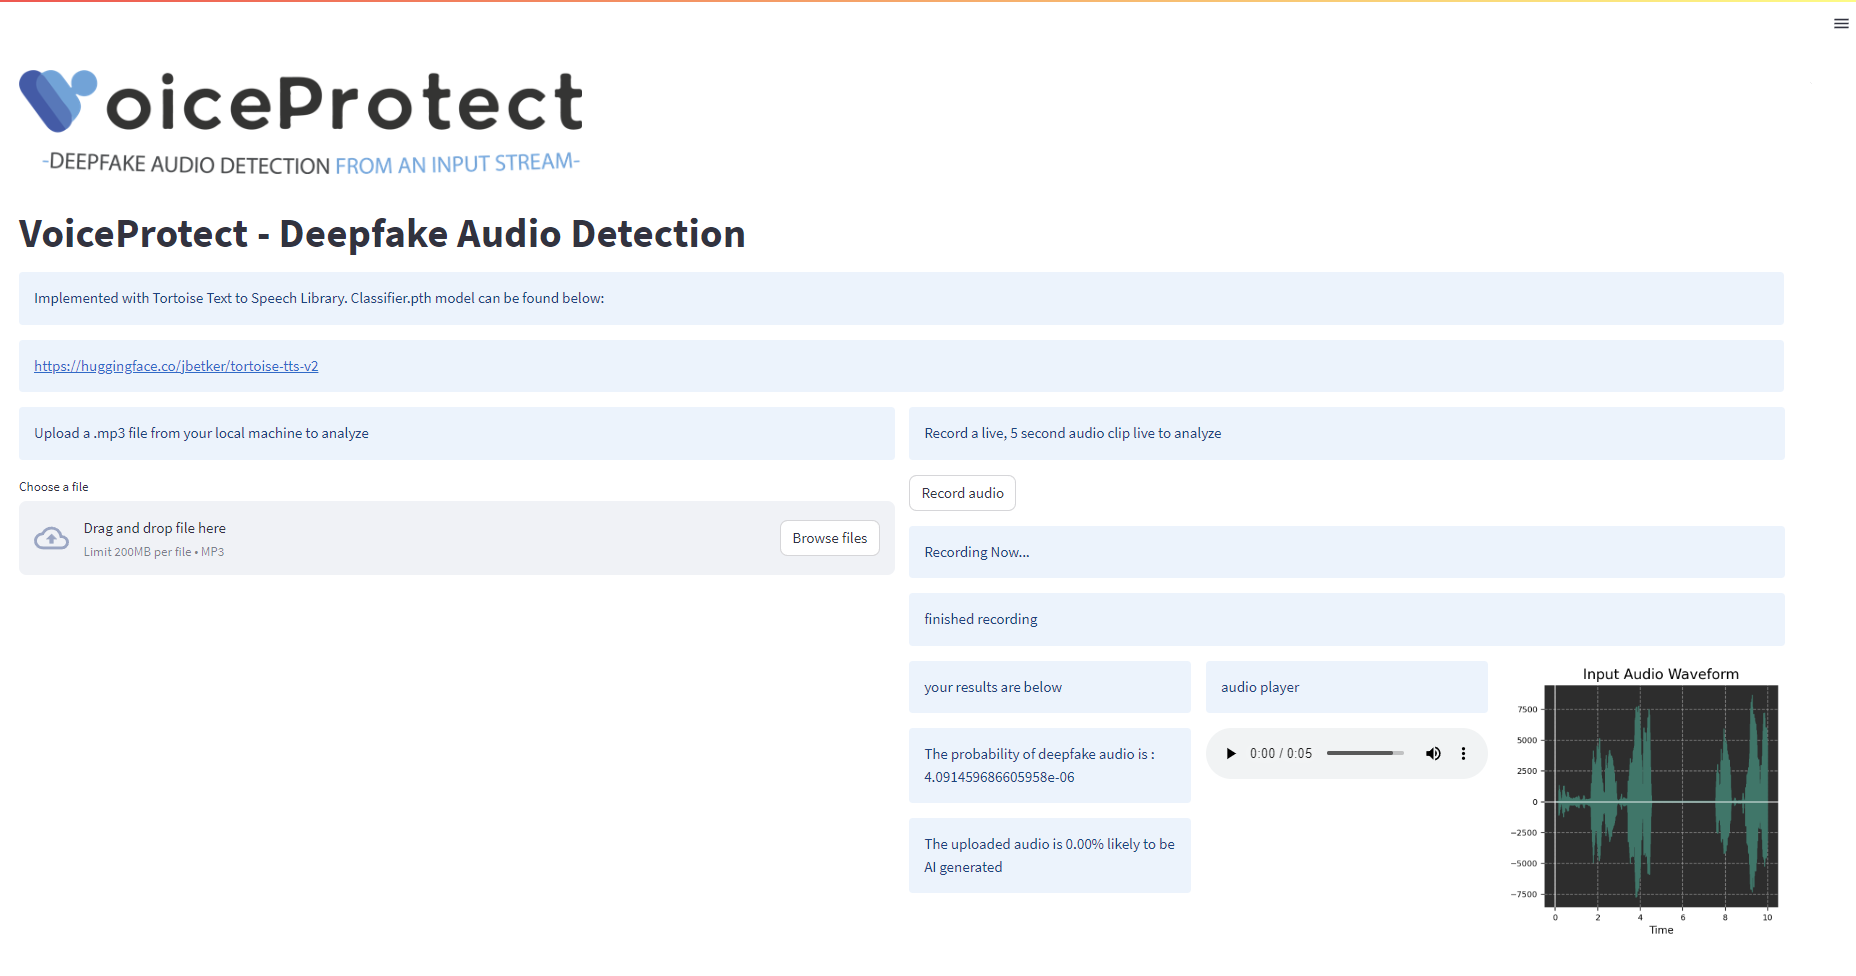 VoiceProtect
-DEEPFAKE AUDIO DETECTION FROM AN INPUT STREAM-
VoiceProtect - Deepfake Audio Detection
Implemented with Tortoise Text to Speech Library. Classifier.pth model can be found below:
https://huggingface.co/jbetker/tortoise-tts-v2
Upload a .mp3 file from your local machine to analyze
Choose a file
Drag and drop file here
Limit 200MB per file • MP3
Browse files
Record a live, 5 second audio clip live to analyze
Record audio
Recording Now...
finished recording
your results are below
The probability of deepfake audio is :
4.091459686605958e-06
The uploaded audio is 0.00% likely to be
AI generated
audio player
0:00 / 0:05
Input Audio Waveform
7500
5000
2500
0
−2500
−5000
−7500
0 2 4 6 8 10
Time